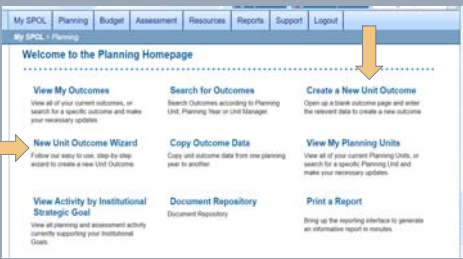 My SPOL Planning Budget Assessment Resources Reports Support Logout
My SPOL > Planning
Welcome to the Planning Homepage
View My Outcomes
View all of your current outcomes, or
search for a specific outcome and make
your necessary updates
Search for Outcomes
Search Outcomes according to Planning
Unit, Planning Year or Unit Manager
Create a New Unit Outcome
Open up a blank outcome page and enter
the relevant data to create a new outcome
New Unit Outcome Wizard
Follow our easy to use, step-by-step
wizard to create a new Unit Outcome.
Copy Outcome Data
Copy unit outcome data from one planning
year to another.
View My Planning Units
View all of your current Planning Units, or
search for a specific Planning Unit and
make your necessary updates.
View Activity by Institutional
Strategic Goal
View all planning and assessment activity
currently supporting your Institutional
Goals.
Document Repository
Document Repository
Print a Report
Bring up the reporting interface to generate
an informative report in minutes.